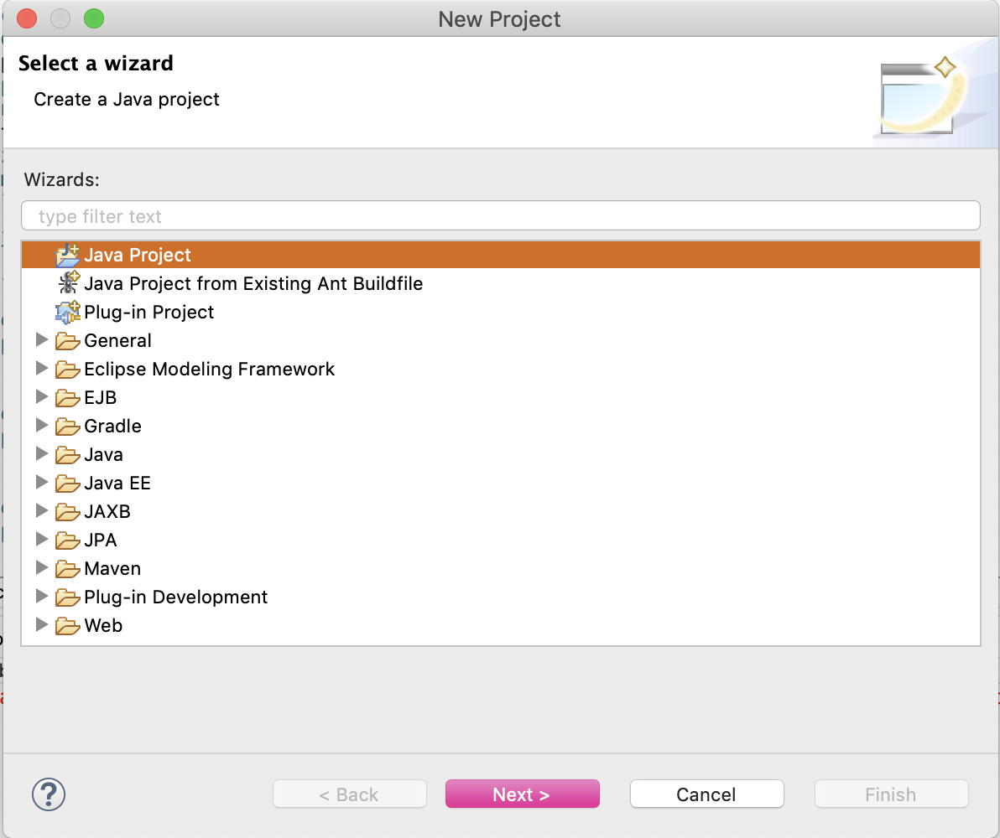 New Project
Select a wizard
Create a Java project
Wizards:
type filter text
Java Project
Java Project from Existing Ant Buildfile
Plug-in Project
General
Eclipse Modeling Framework
EJB
Gradle
Java
Java EE
JAXB
JPA
Maven
Plug-in Development
Web
? < Back Next > Cancel Finish